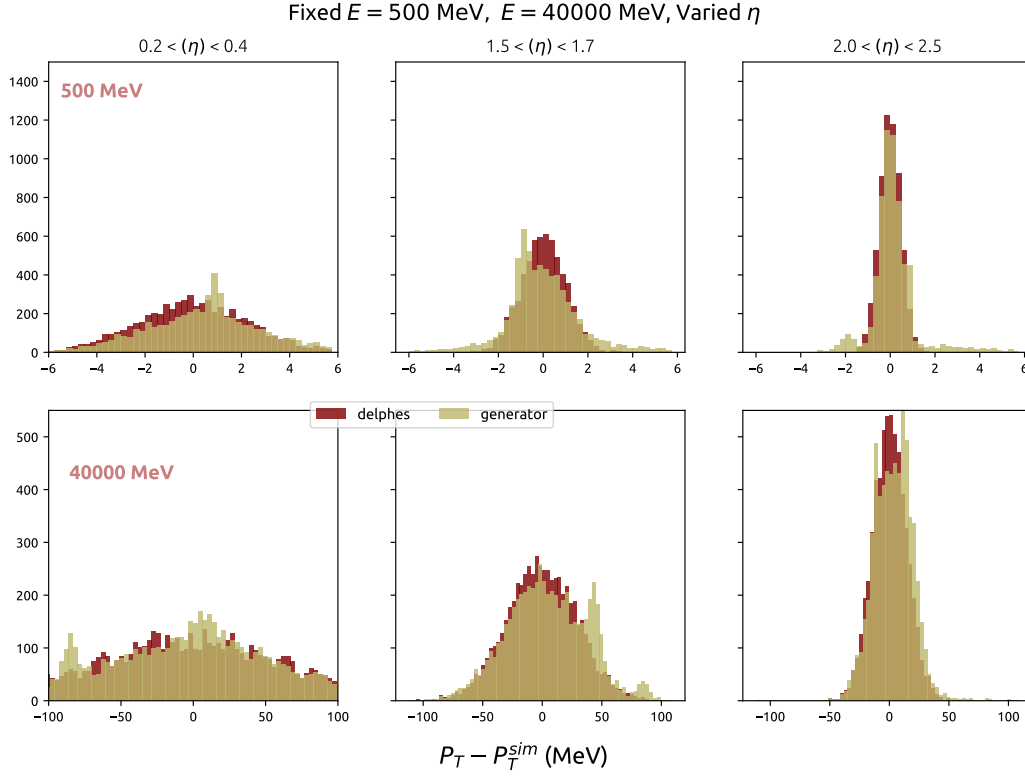 Fixed E = 500 MeV, E = 40000 MeV, Varied η
0.2 < (η) < 0.4
1.5 < (η) < 1.7
2.0 < (η) < 2.5
1400
1200
1000
800
600
400
200
0
500 MeV
−6 −4 −2 0 2 4 6
−6 −4 −2 0 2 4 6
−6 −4 −2 0 2 4 6
delphes generator
500
400
300
200
100
0
40000 MeV
−100 −50 0 50 100
−100 −50 0 50 100
−100 −50 0 50 100
P_T − P_T^{sim} (MeV)